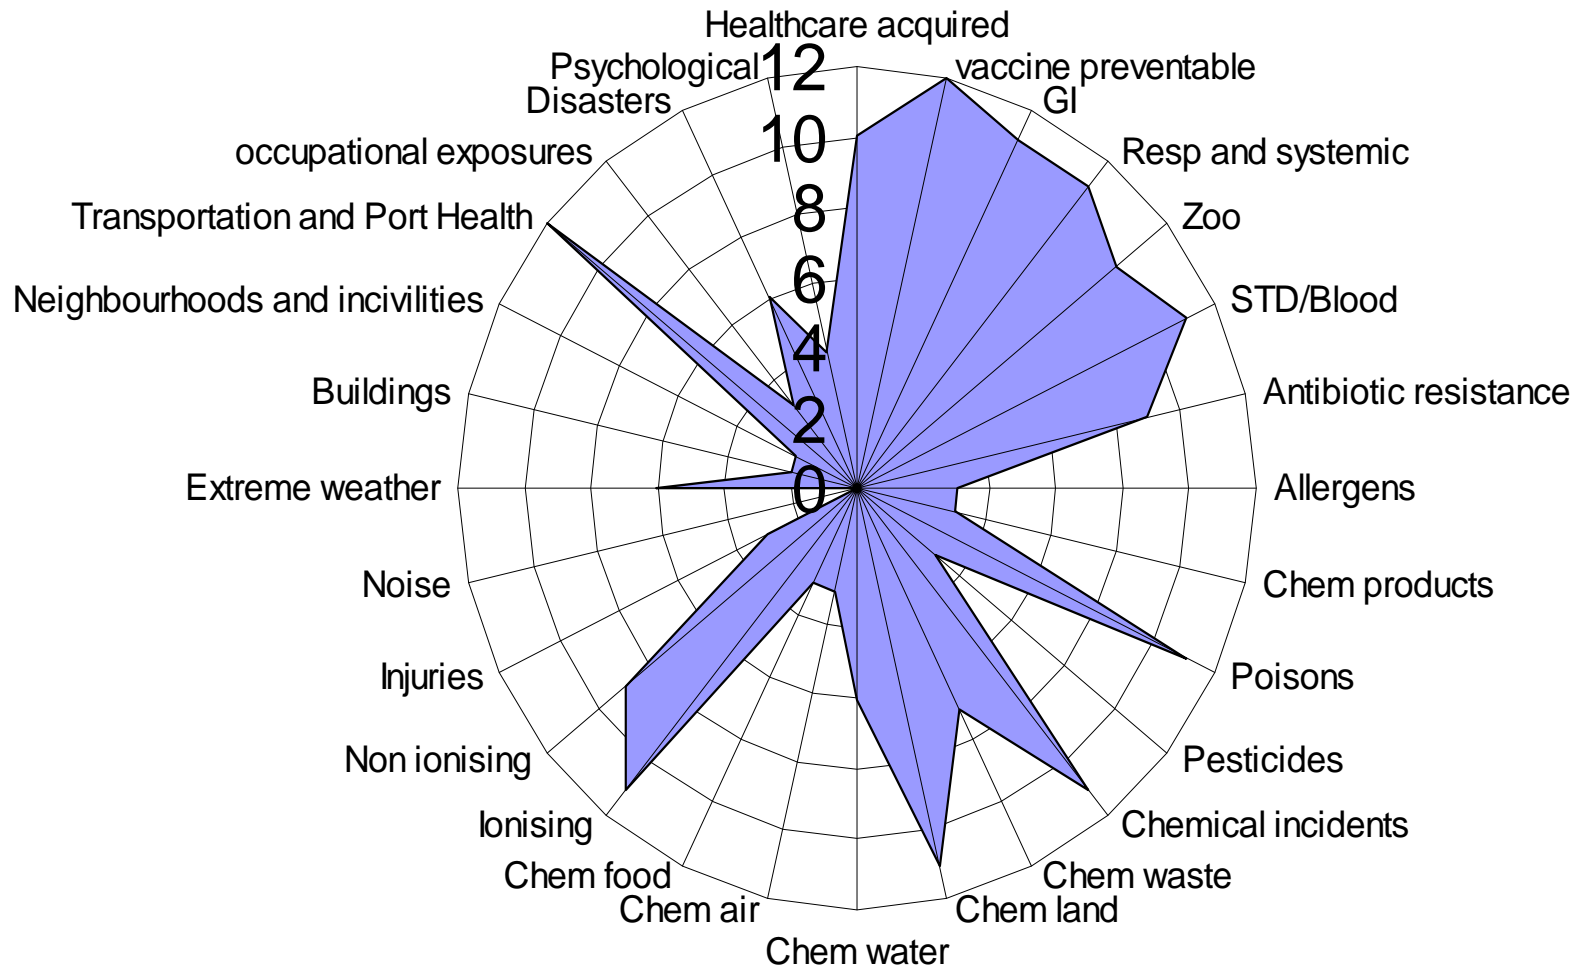 Healthcare acquired
vaccine preventable
GI
Resp and systemic
Zoo
STD/Blood
Antibiotic resistance
Allergens
Chem products
Poisons
Pesticides
Chemical incidents
Chem waste
Chem land
Chem water
Chem air
Chem food
Ionising
Non ionising
Injuries
Noise
Extreme weather
Buildings
Neighbourhoods and incivilities
Transportation and Port Health
occupational exposures
Disasters
Psychological
12
10
8
6
4
2
0